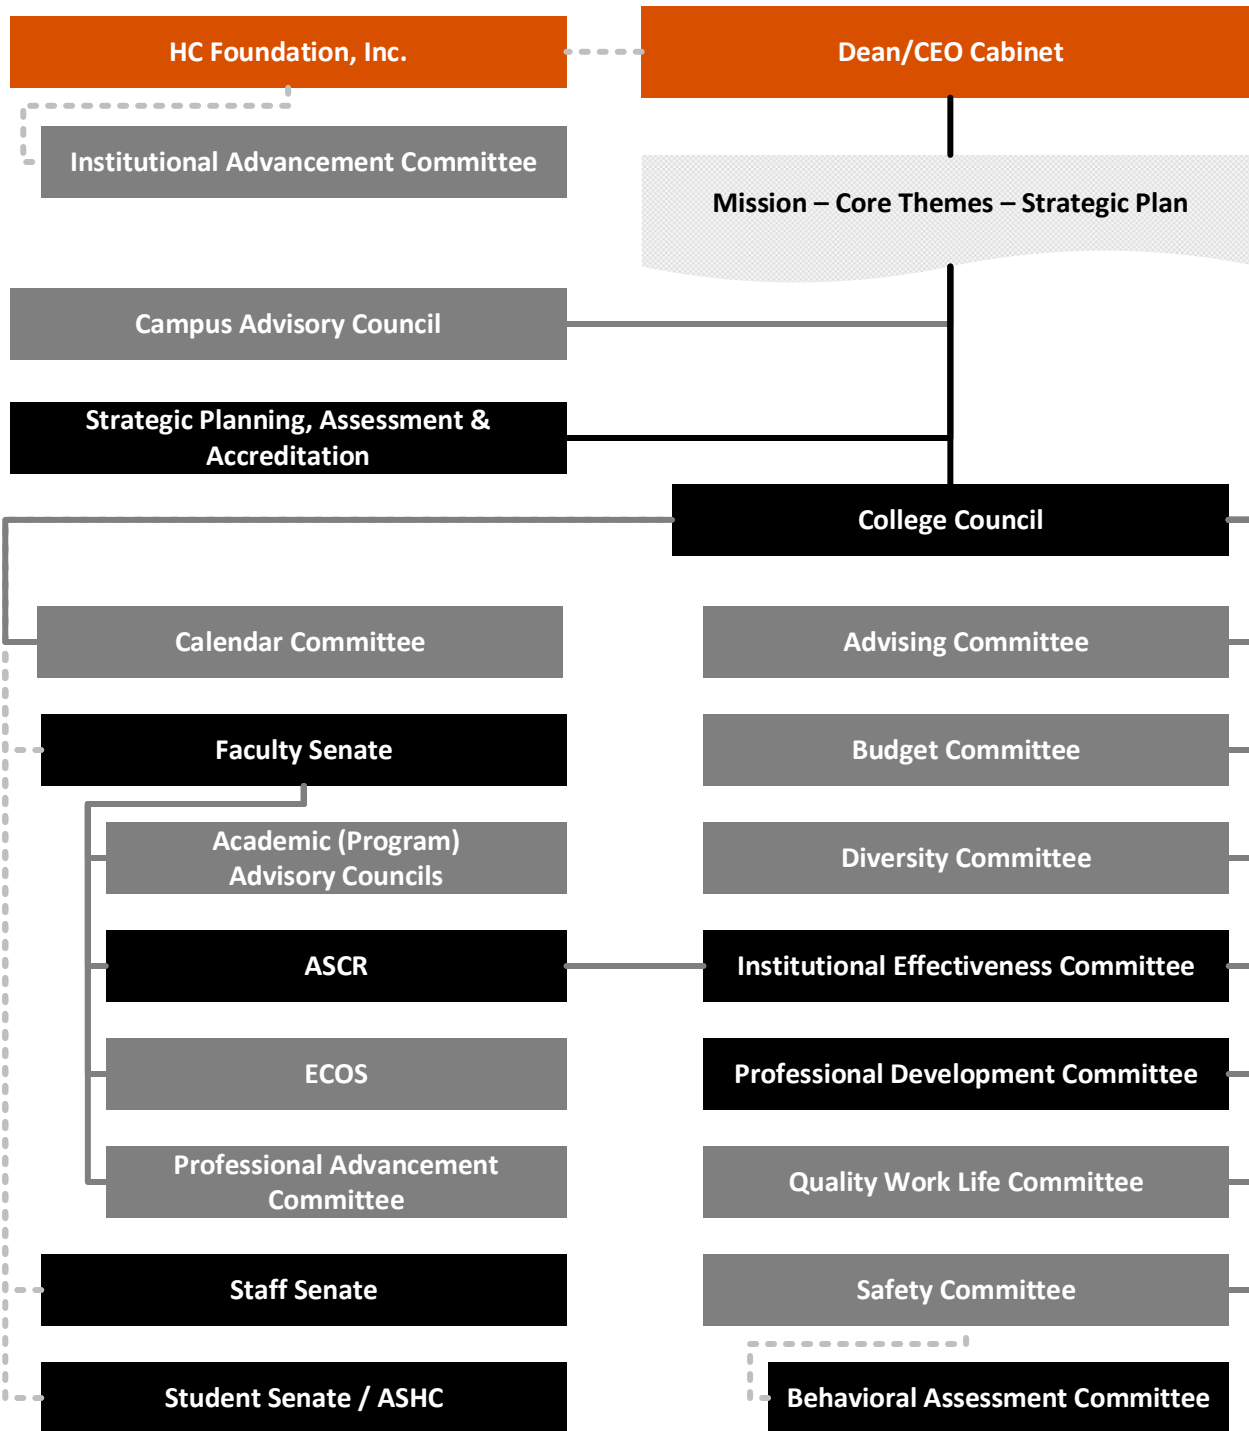 HC Foundation, Inc.
Dean/CEO Cabinet
Institutional Advancement Committee
Mission – Core Themes – Strategic Plan
Campus Advisory Council
Strategic Planning, Assessment &
Accreditation
College Council
Calendar Committee
Advising Committee
Faculty Senate
Budget Committee
Academic (Program)
Advisory Councils
Diversity Committee
ASCR
Institutional Effectiveness Committee
ECOS
Professional Development Committee
Professional Advancement
Committee
Quality Work Life Committee
Staff Senate
Safety Committee
Student Senate / ASHC
Behavioral Assessment Committee